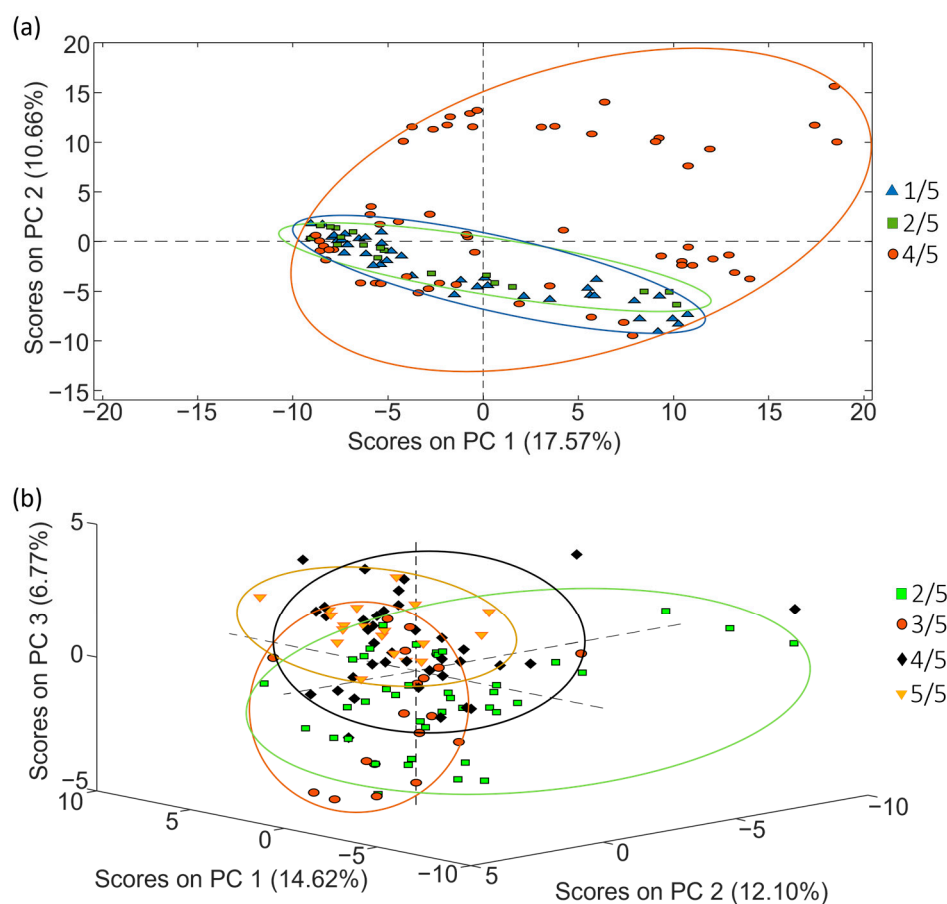 (a)
20
15
10
5
0
−5
−10
−15
Scores on PC 2 (10.66%)
−20 −15 −10 −5 0 5 10 15 20
Scores on PC 1 (17.57%)
1/5
2/5
4/5
(b)
5
0
−5
Scores on PC 3 (6.77%)
10 5 0 −5 −10
Scores on PC 1 (14.62%)
5 0 −5 −10
Scores on PC 2 (12.10%)
2/5
3/5
4/5
5/5